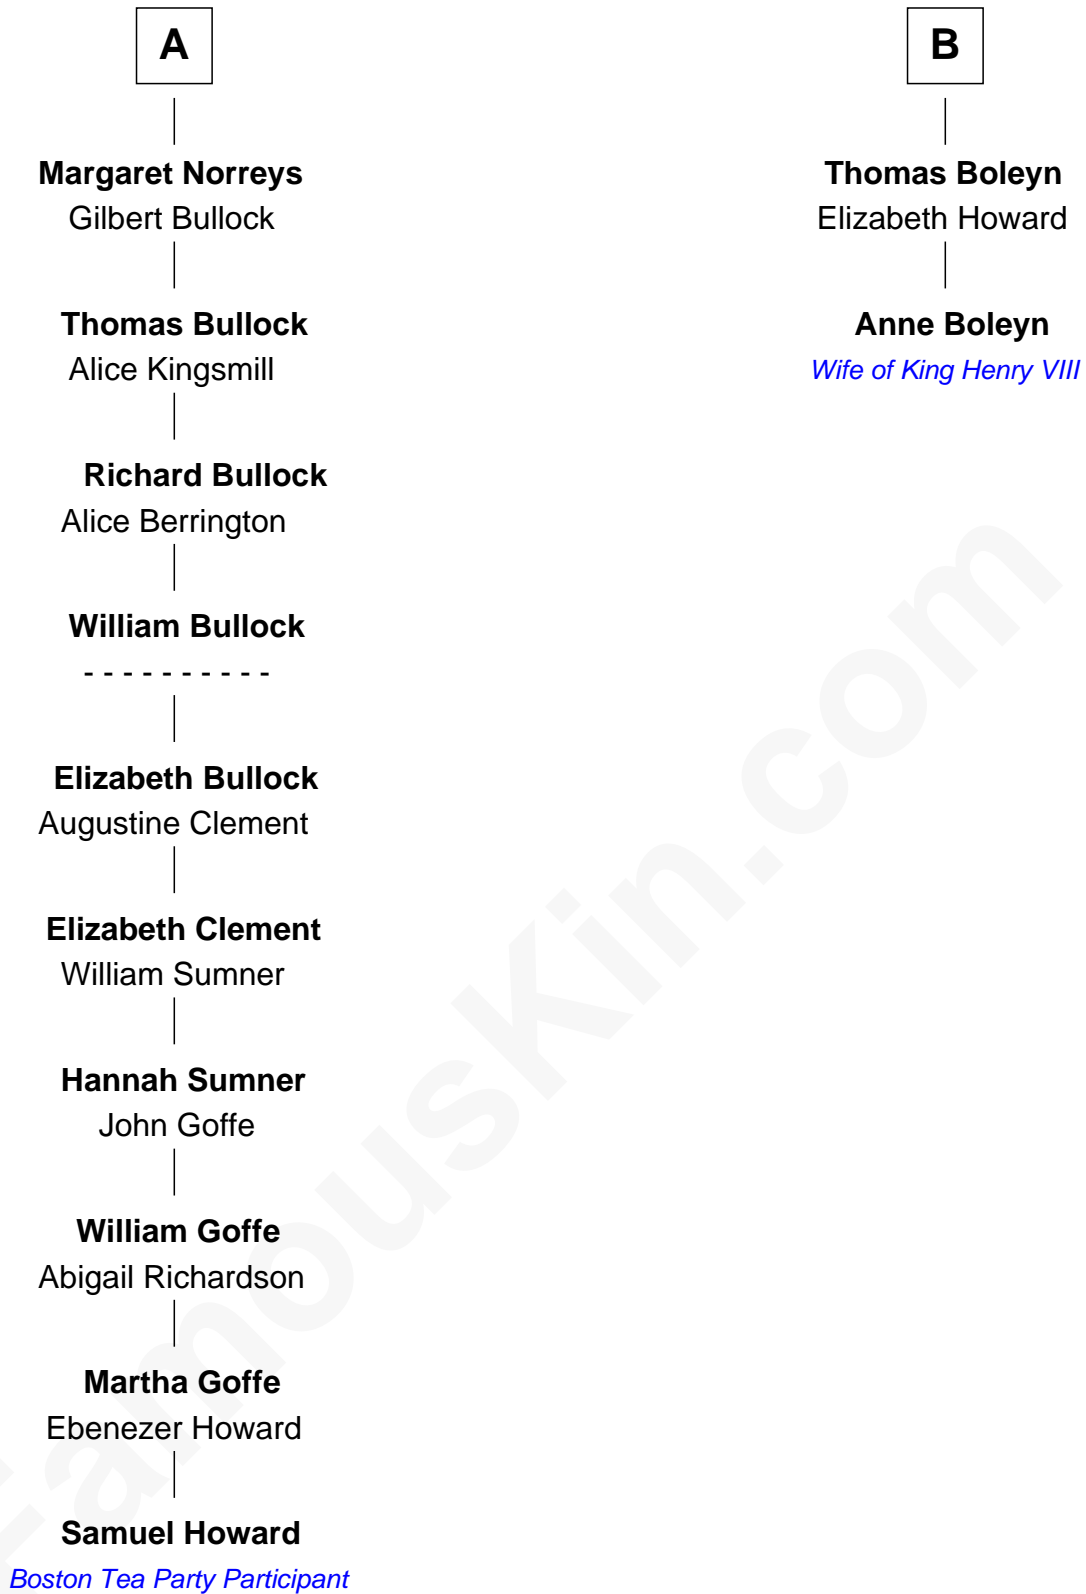 A
Margaret Norreys
Gilbert Bullock
Thomas Bullock
Alice Kingsmill
Richard Bullock
Alice Berrington
William Bullock
- - - - - - - - - -
Elizabeth Bullock
Augustine Clement
Elizabeth Clement
William Sumner
Hannah Sumner
John Goffe
William Goffe
Abigail Richardson
Martha Goffe
Ebenezer Howard
Samuel Howard
Boston Tea Party Participant
B
Thomas Boleyn
Elizabeth Howard
Anne Boleyn
Wife of King Henry VIII
FamousKin.com